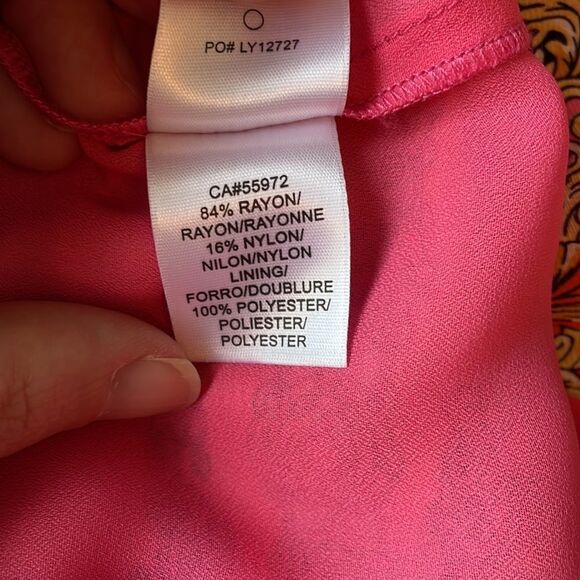 PO# LY12727
CA#55972
84% RAYON/
RAYON/RAYONNE
16% NYLON/
NILON/NYLON
LINING/
FORRO/DOUBLURE
100% POLYESTER/
POLIESTER/
POLYESTER